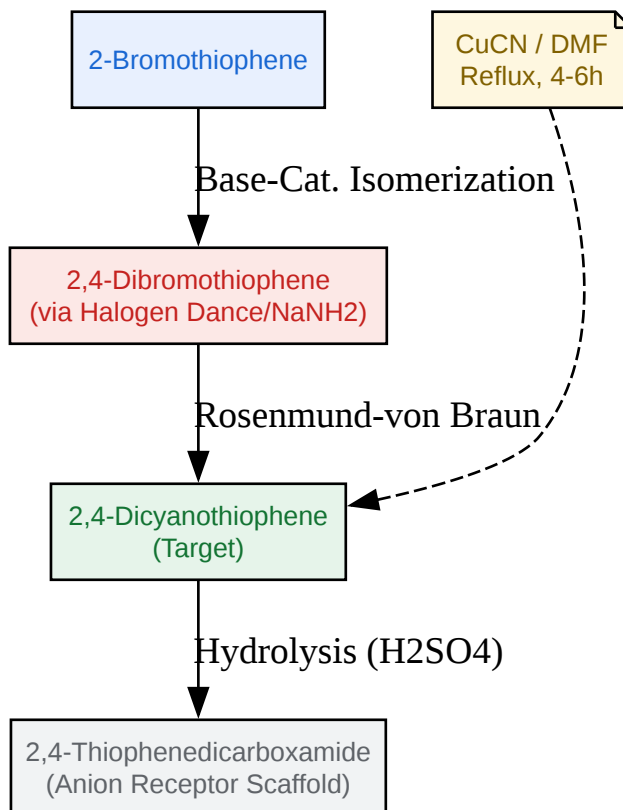 2-Bromothiophene
CuCN / DMF
Reflux, 4-6h
Base-Cat. Isomerization
2,4-Dibromothiophene
(via Halogen Dance/NaNH2)
Rosenmund-von Braun
2,4-Dicyanothiophene
(Target)
Hydrolysis (H2SO4)
2,4-Thiophenedicarboxamide
(Anion Receptor Scaffold)